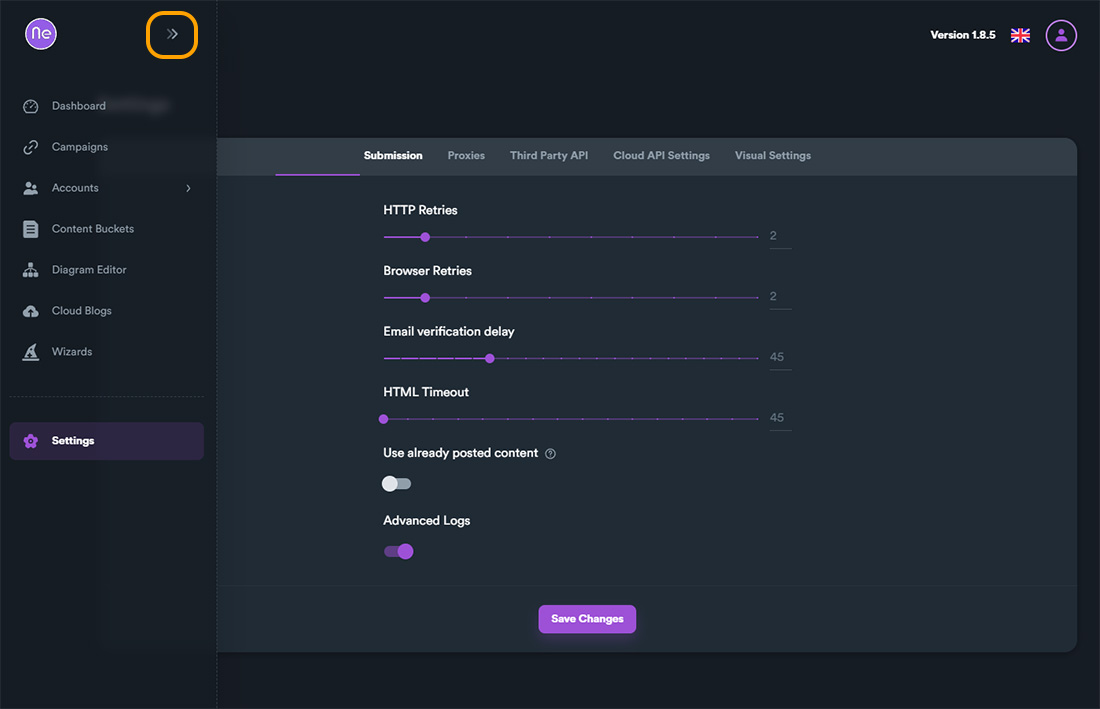 Ne
Version 1.8.5
Dashboard
Settings
Campaigns
Accounts
Content Buckets
Diagram Editor
Cloud Blogs
Wizards
Settings
Submission Proxies Third Party API Cloud API Settings Visual Settings
HTTP Retries
2
Browser Retries
2
Email verification delay
45
HTML Timeout
45
Use already posted content ?
Advanced Logs
Save Changes